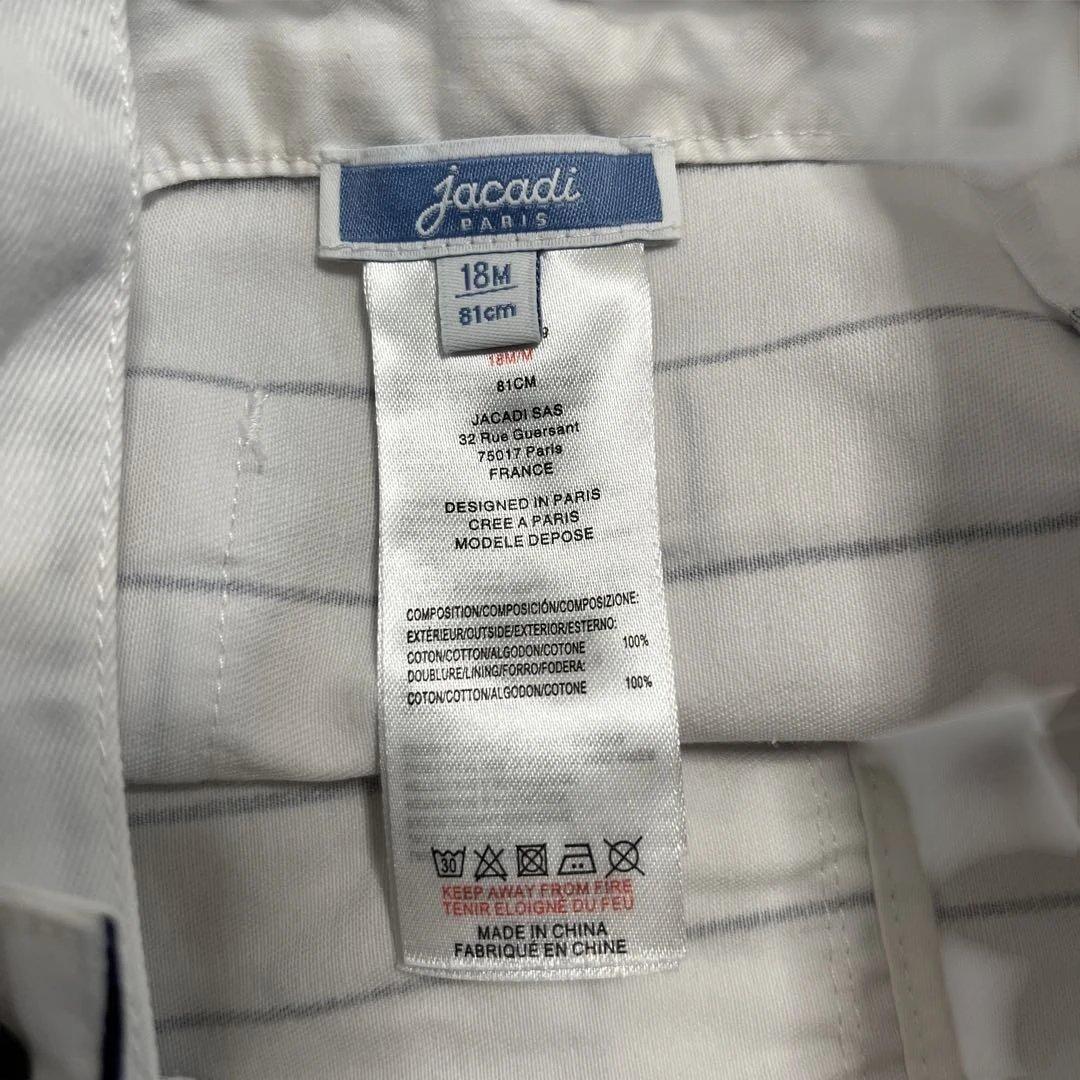 jacadi
PARIS
18M
81cm
9
18M/M
81CM
JACADI SAS
32 Rue Guersant
75017 Paris
FRANCE
DESIGNED IN PARIS
CREE A PARIS
MODELE DEPOSE
COMPOSITION/COMPOSICIÓN/COMPOSIZIONE:
EXTÉRIEUR/OUTSIDE/EXTERIOR/ESTERNO:
COTON/COTTON/ALGODON/COTONE 100%
DOUBLURE/LINING/FORRO/FODERA:
COTON/COTTON/ALGODON/COTONE 100%
30
KEEP AWAY FROM FIRE
TENIR ELOIGNÉ DU FEU
MADE IN CHINA
FABRIQUÉ EN CHINE